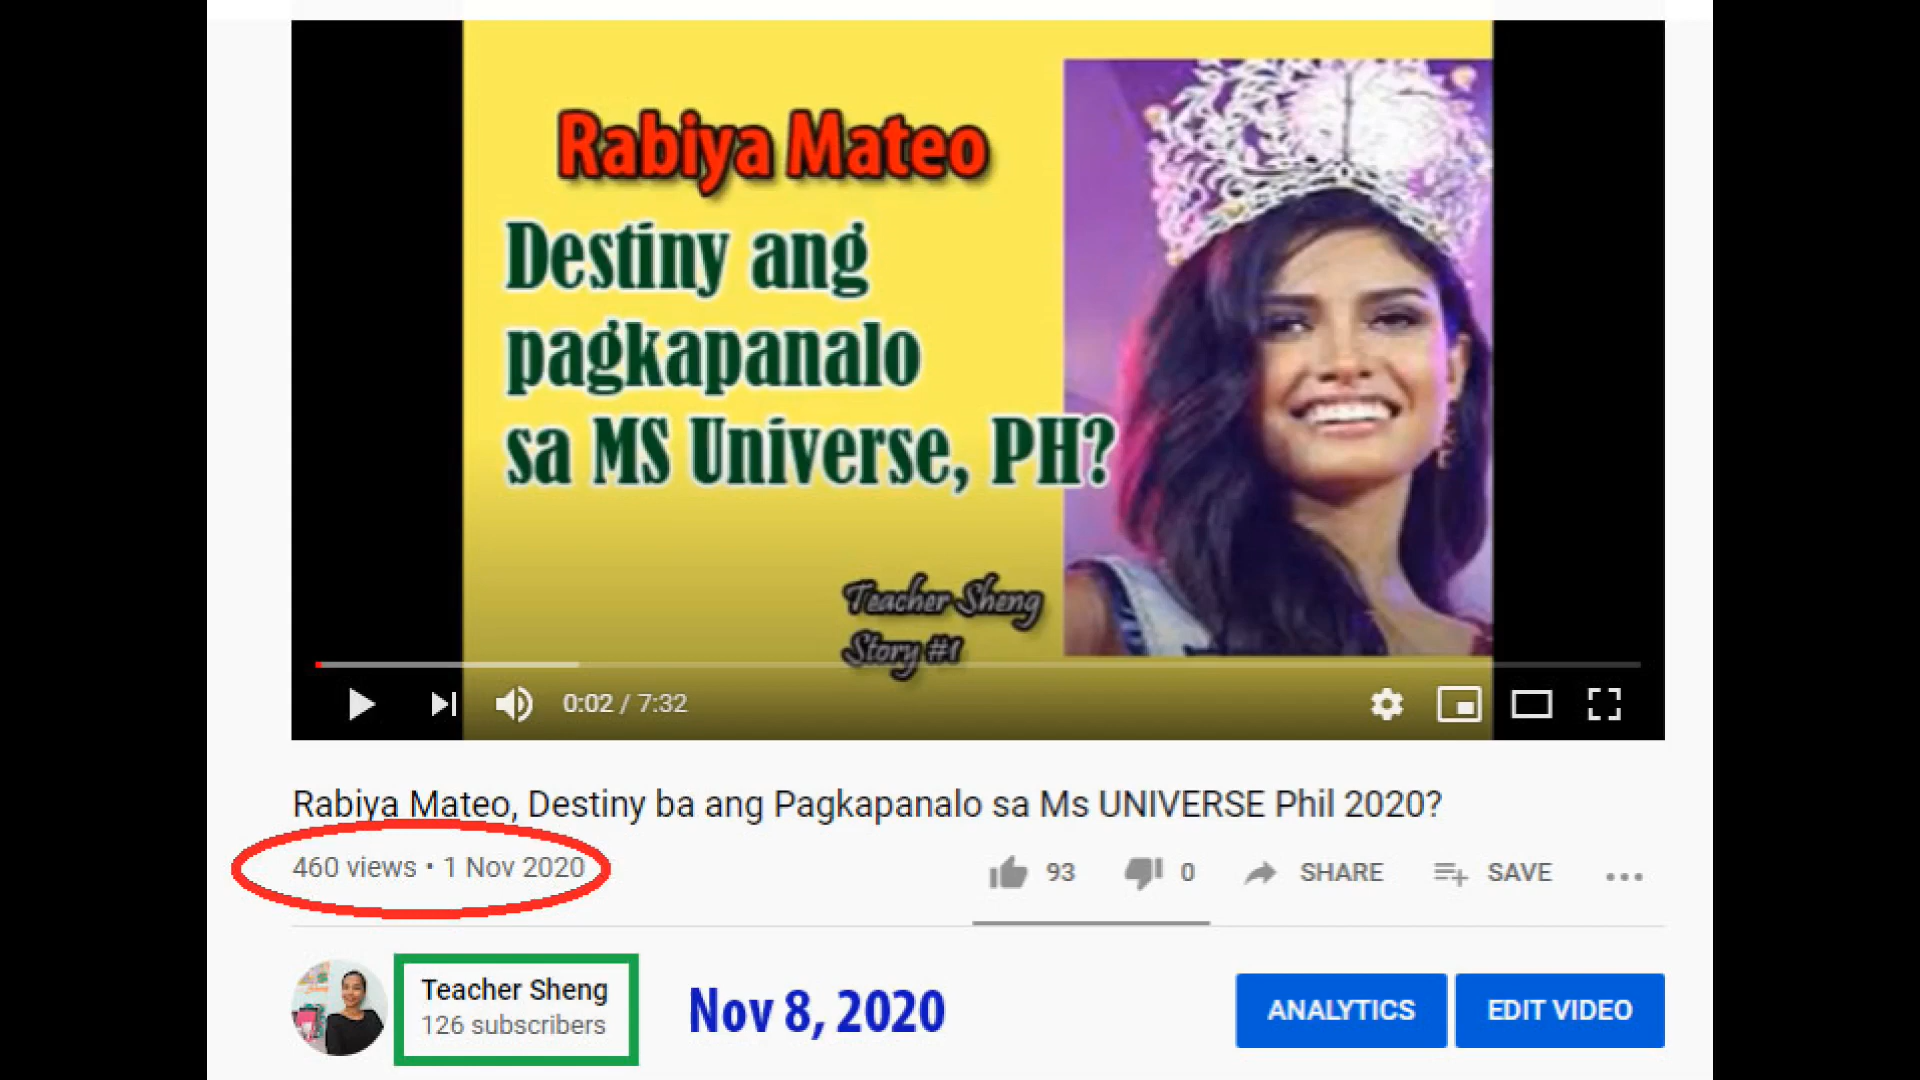 Rabiya Mateo
Destiny ang
pagkapanalo
sa MS Universe, PH?
Teacher Sheng
Story #1
0:02 / 7:32
Rabiya Mateo, Destiny ba ang Pagkapanalo sa Ms UNIVERSE Phil 2020?
460 views • 1 Nov 2020
93
0
SHARE
SAVE
Teacher Sheng
126 subscribers
Nov 8, 2020
ANALYTICS
EDIT VIDEO